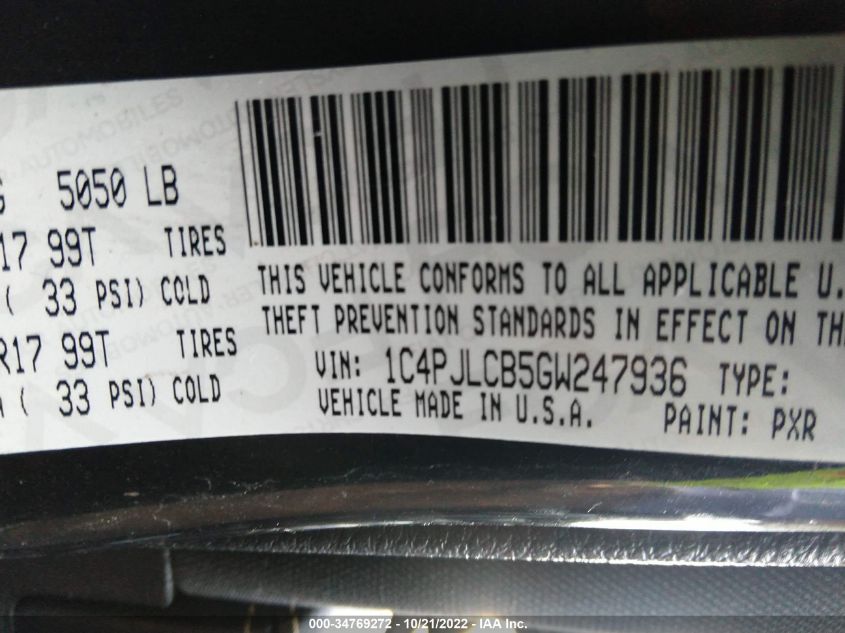 G 5050 LB
17 99T TIRES
( 33 PSI) COLD
R17 99T TIRES
( 33 PSI) COLD
THIS VEHICLE CONFORMS TO ALL APPLICABLE U.
THEFT PREVENTION STANDARDS IN EFFECT ON TH
VIN: 1C4PJLCB5GW247936 TYPE:
VEHICLE MADE IN U.S.A. PAINT: PXR
000-34769272 - 10/21/2022 - IAA Inc.